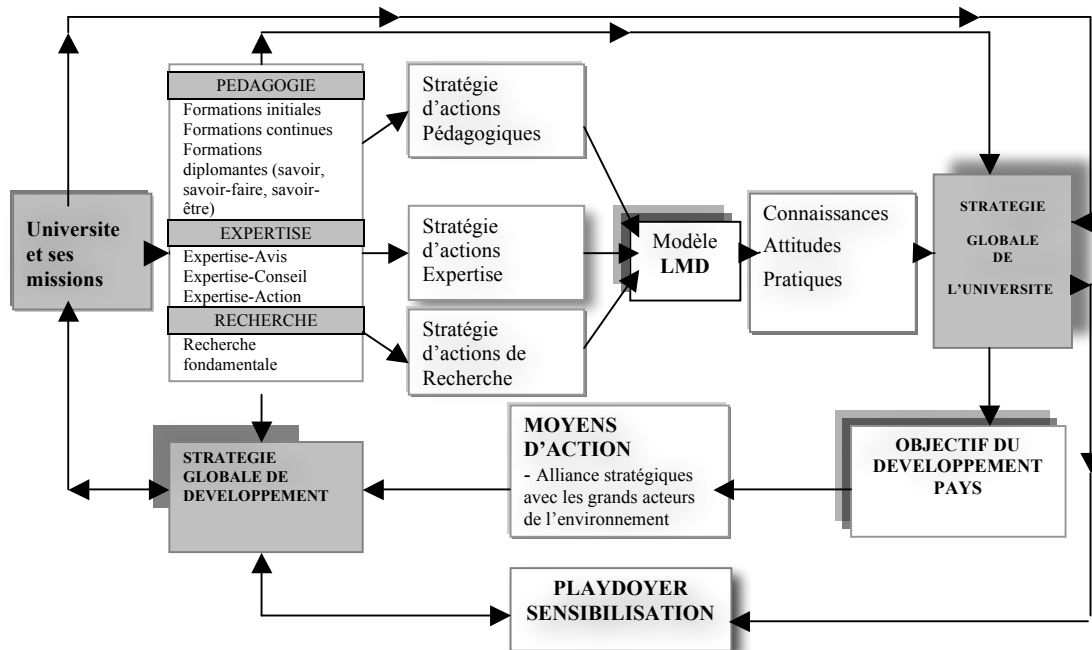 Universite
et ses
missions
PEDAGOGIE
Formations initiales
Formations continues
Formations
diplomantes (savoir,
savoir-faire, savoir-
être)
EXPERTISE
Expertise-Avis
Expertise-Conseil
Expertise-Action
RECHERCHE
Recherche
fondamentale
Stratégie
d’actions
Pédagogiques
Stratégie
d’actions
Expertise
Stratégie
d’actions de
Recherche
Modèle
LMD
Connaissances
Attitudes
Pratiques
STRATEGIE
GLOBALE
DE
L’UNIVERSITE
STRATEGIE
GLOBALE DE
DEVELOPPEMENT
MOYENS
D’ACTION
- Alliance stratégiques
avec les grands acteurs
de l’environnement
OBJECTIF DU
DEVELOPPEMENT
PAYS
PLAYDOYER
SENSIBILISATION